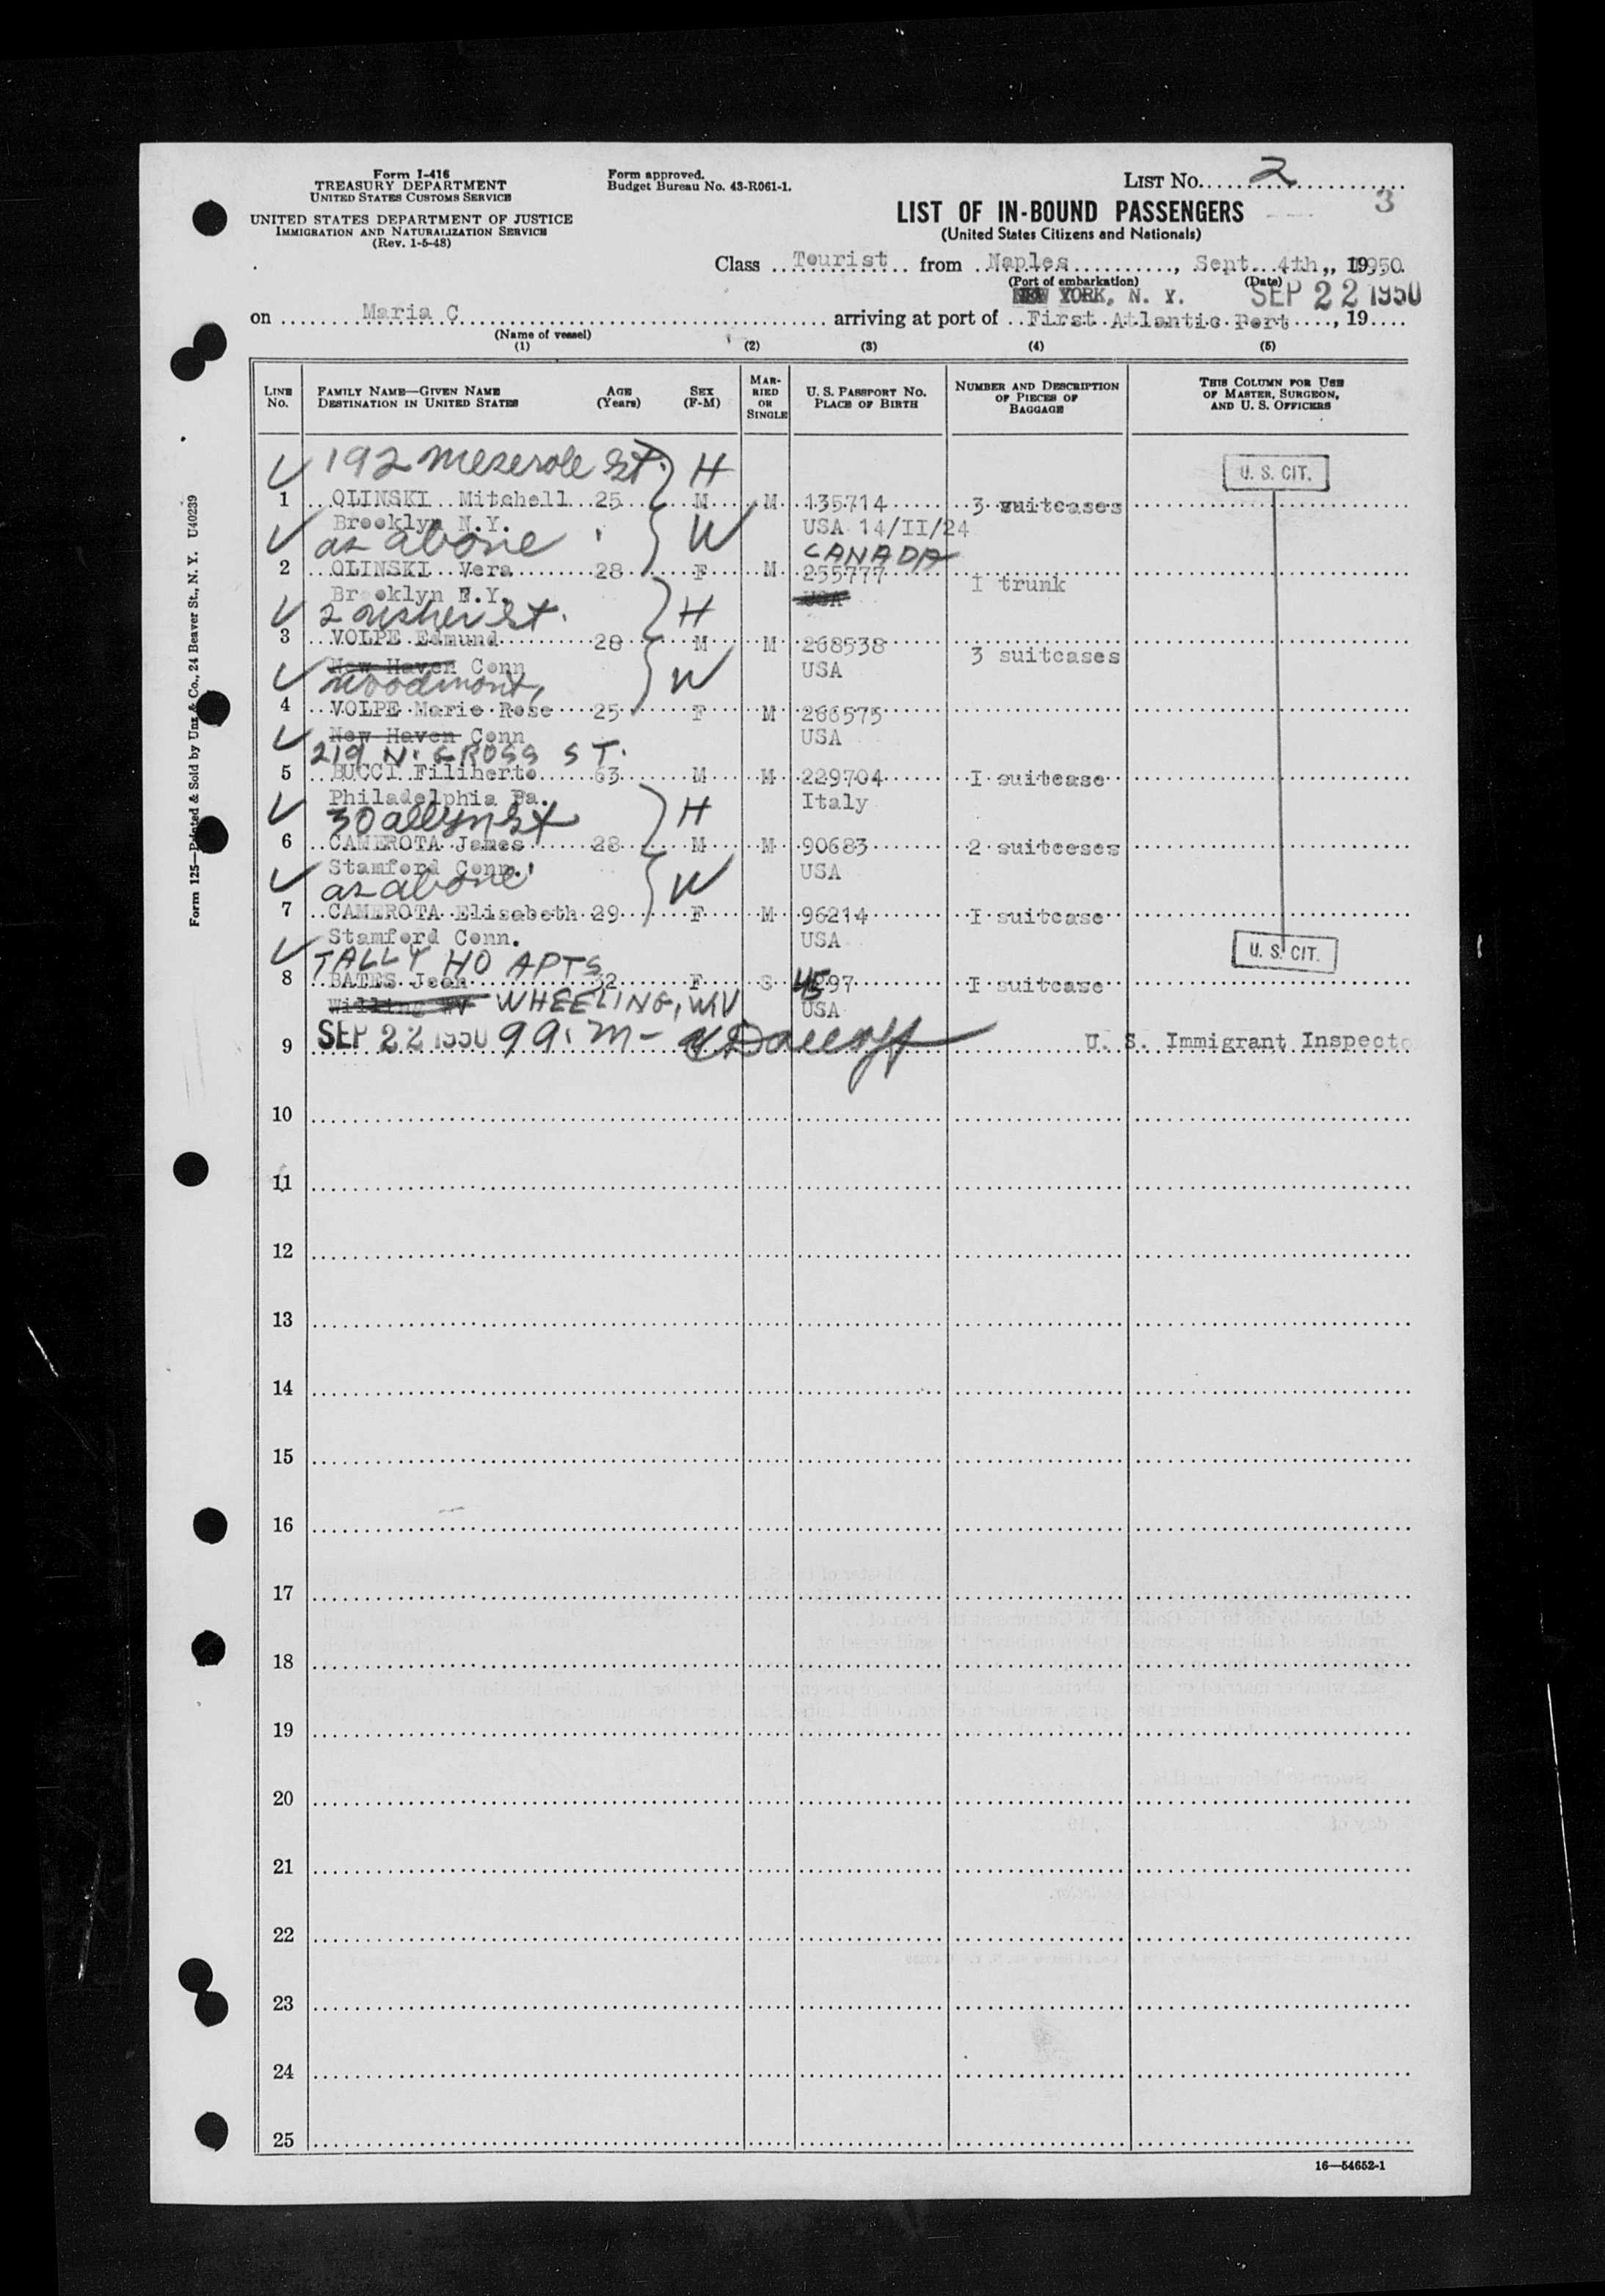 Form I-416
TREASURY DEPARTMENT
UNITED STATES CUSTOMS SERVICE
UNITED STATES DEPARTMENT OF JUSTICE
IMMIGRATION AND NATURALIZATION SERVICE
(Rev. 1-5-48)
Form approved.
Budget Bureau No. 43-R061-1.
LIST NO. 2
3
LIST OF IN-BOUND PASSENGERS
(United States Citizens and Nationals)
Class Tourist from Naples, Sept. 4th, 1950
(Port of embarkation) (Date)
NEW YORK, N. Y. SEP 22 1950
on Maria C arriving at port of First Atlantic Port, 19
(Name of vessel)
(1) (2) (3) (4) (5)
LINE No. FAMILY NAME—GIVEN NAME DESTINATION IN UNITED STATES AGE (Years) SEX (F-M) MARRIED OR SINGLE U. S. PASSPORT NO. PLACE OF BIRTH NUMBER AND DESCRIPTION OF PIECES OF BAGGAGE THIS COLUMN FOR USE OF MASTER, SURGEON, AND U. S. OFFICERS
192 Meserole St. H U. S. CIT.
1 OLINSKI Mitchell 25 M M 135714 3 suitcases
Brooklyn N.Y. USA 14/II/24
as above W CANADA
2 OLINSKI Vera 28 F M 255777 I trunk
Brooklyn N.Y. USA
2 Usher St. H
3 VOLPE Edmund 28 M M 268538 3 suitcases
New Haven Conn USA
Woodmont, W
4 VOLPE Marie Rose 25 F M 266575
New Haven Conn USA
219 N. CROSS ST.
5 BUCCI Filiberto 63 M M 229704 I suitcase
Philadelphia Pa. Italy
30 Allyn St H
6 CAMEROTA James 28 M M 90683 2 suitcases
Stamford Conn. USA
as above W
7 CAMEROTA Elisabeth 29 F M 96214 I suitcase
Stamford Conn. USA
TALLY HO APTS U. S. CIT.
8 BATES Jean 32 F S 4597 I suitcase
Willing WV WHEELING, W.V USA
9 SEP 22 1950 9 a.m- U. S. Immigrant Inspecto
10
11
12
13
14
15
16
17
18
19
20
21
22
23
24
25
16—54652-1
Form 125—Printed & Sold by Unz & Co., 24 Beaver St., N. Y. U40239